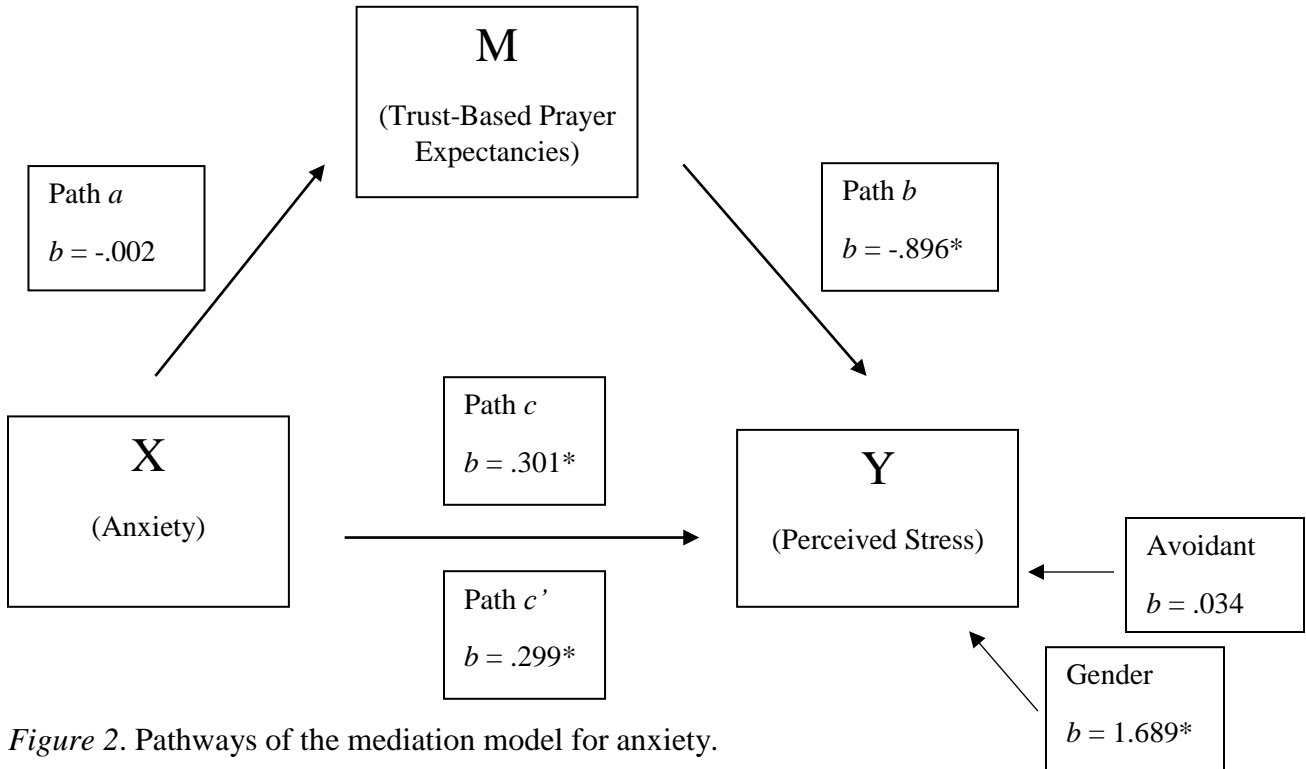 M
(Trust-Based Prayer
Expectancies)
Path a
b = -.002
Path b
b = -.896*
X
(Anxiety)
Path c
b = .301*
Path c’
b = .299*
Y
(Perceived Stress)
Avoidant
b = .034
Gender
b = 1.689*
Figure 2. Pathways of the mediation model for anxiety.